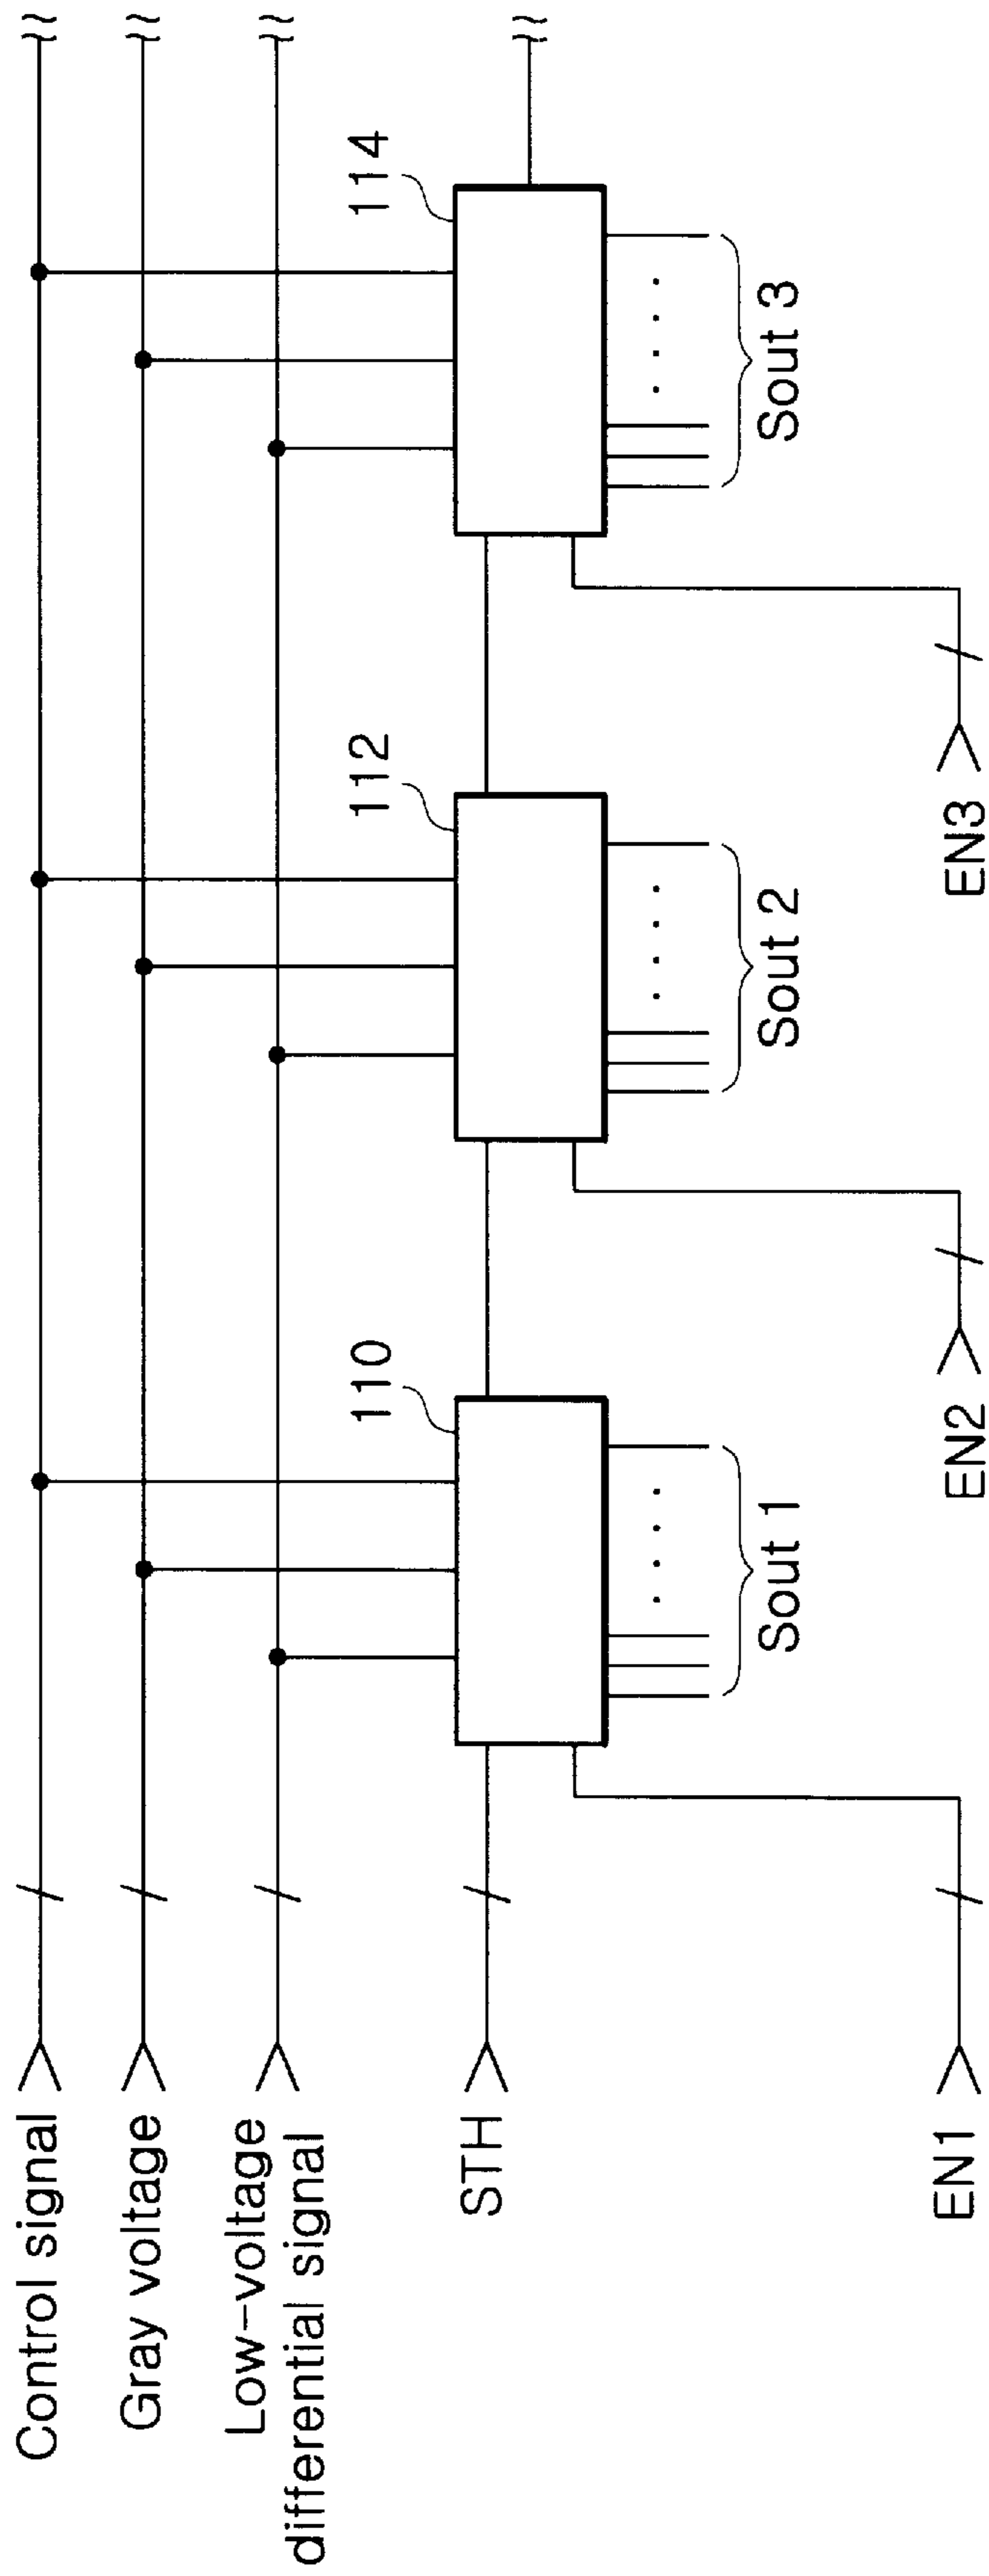 Control signal
Gray voltage
Low-voltage
differential signal
STH
110
112
114
Sout 1
Sout 2
Sout 3
EN1
EN2
EN3